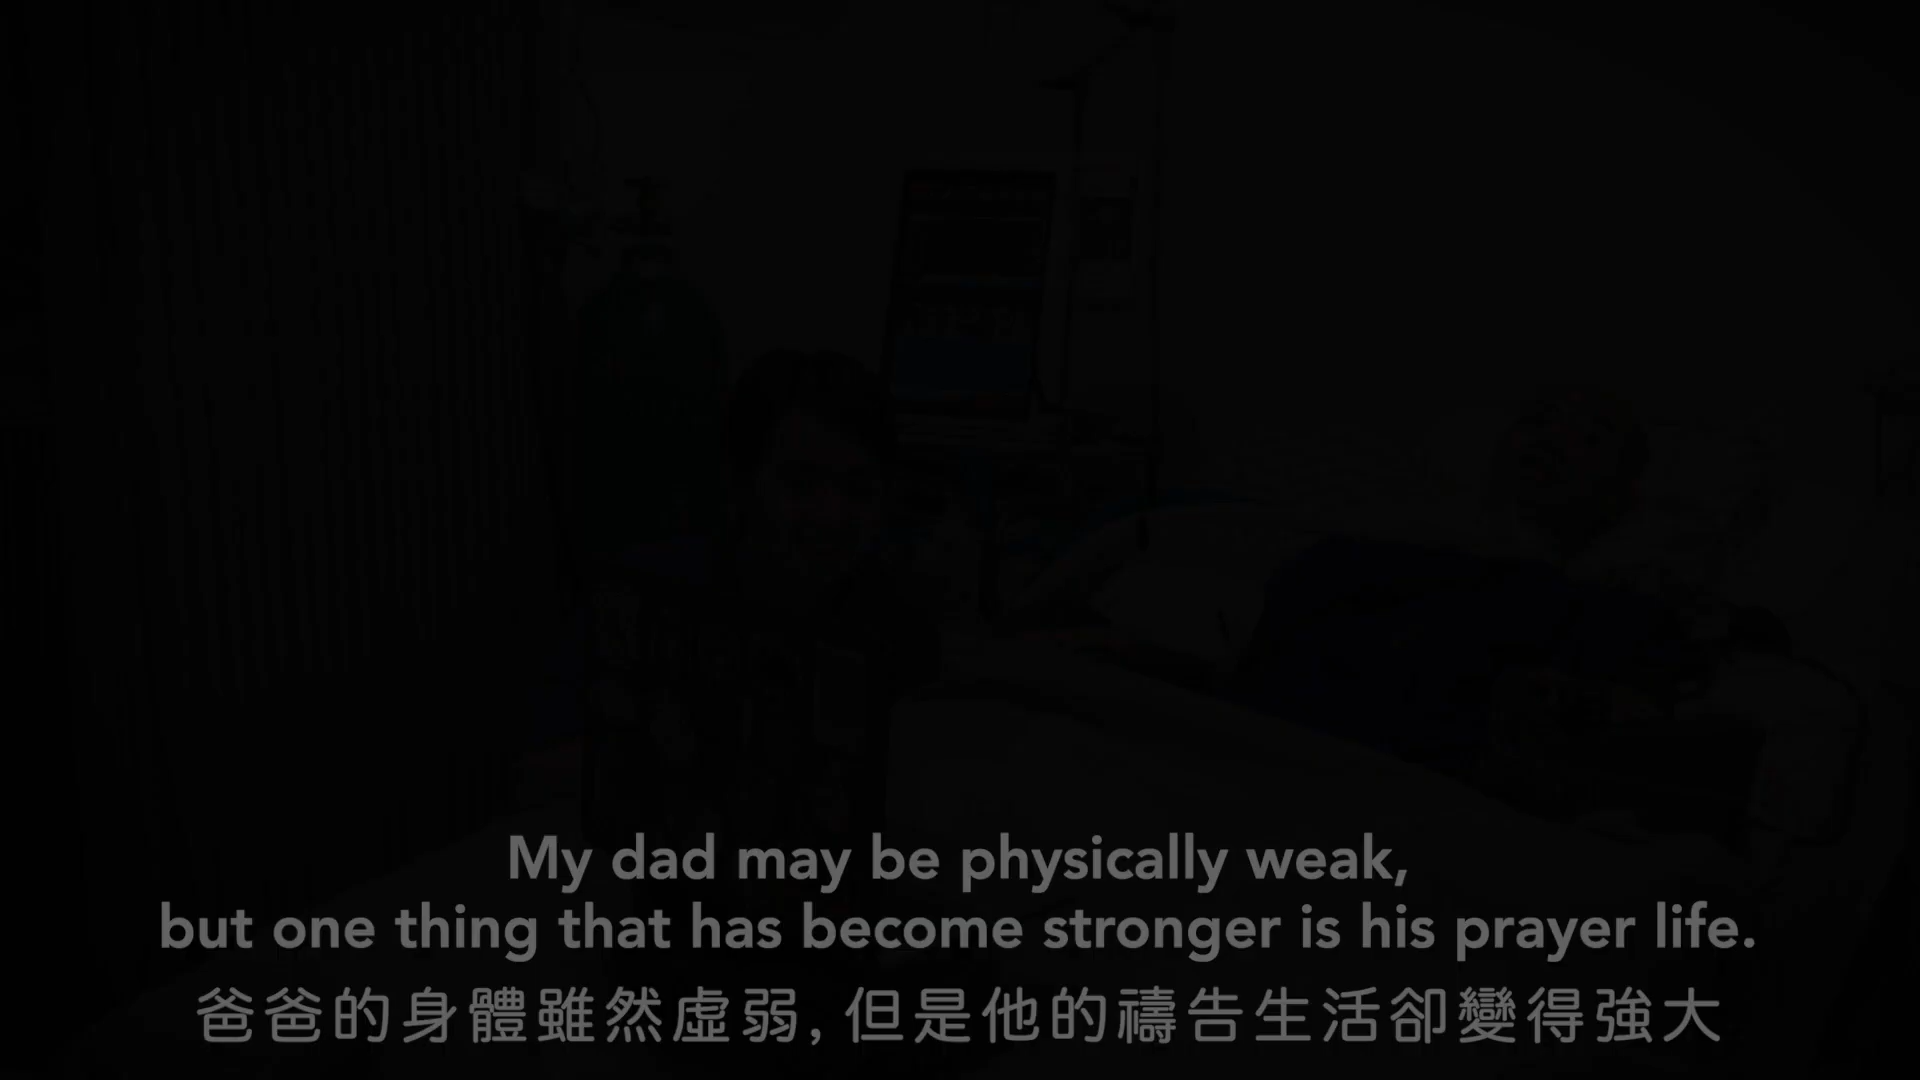 My dad may be physically weak,
but one thing that has become stronger is his prayer life.
爸爸的身體雖然虛弱, 但是他的禱告生活卻變得強大